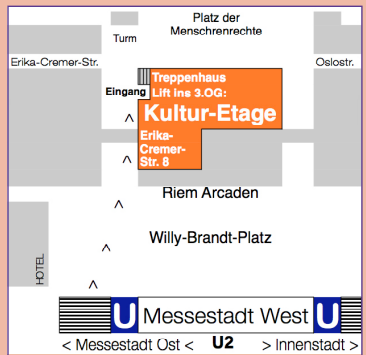 Platz der
Menschrenrechte
Turm
Erika-Cremer-Str.
Oslostr.
Treppenhaus
Eingang
Lift ins 3.OG:
Kultur-Etage
^
Erika-
Cremer-
Str. 8
^
Riem Arcaden
^
Willy-Brandt-Platz
^
HOTEL
^
U Messestadt West U
< Messestadt Ost < U2 > Innenstadt >